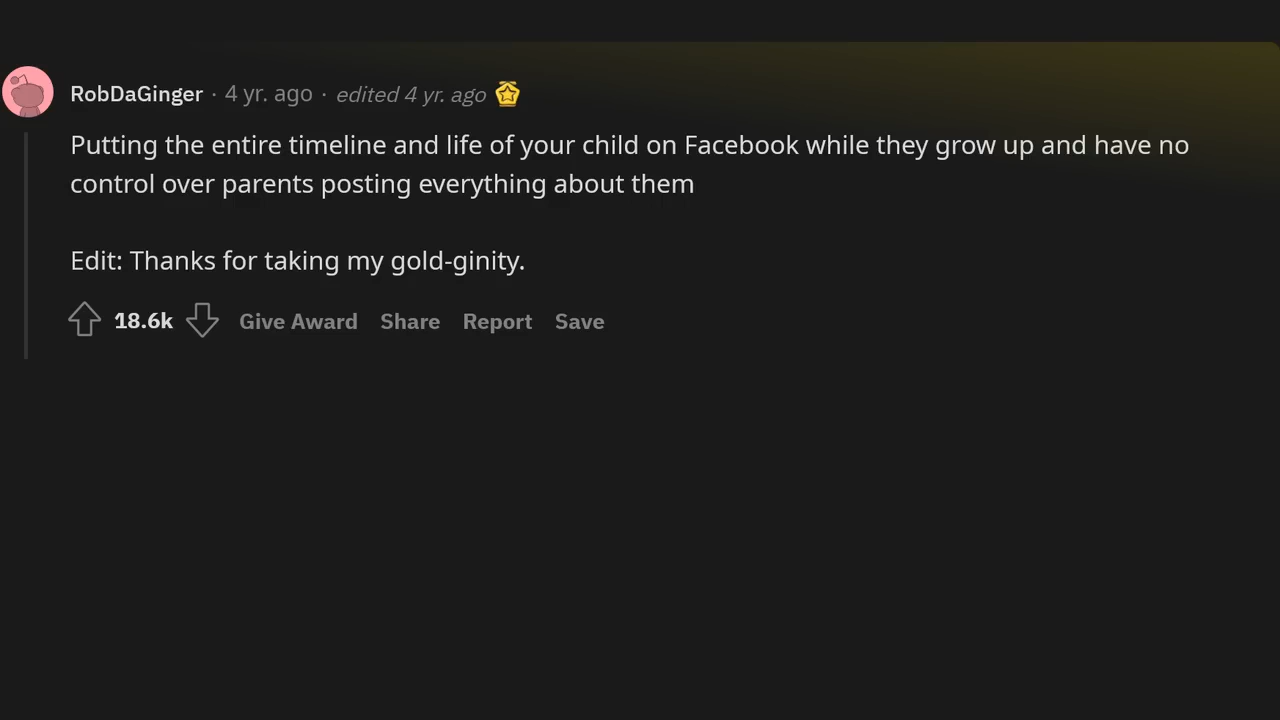 RobDaGinger · 4 yr. ago · edited 4 yr. ago
Putting the entire timeline and life of your child on Facebook while they grow up and have no
control over parents posting everything about them
Edit: Thanks for taking my gold-ginity.
18.6k Give Award Share Report Save